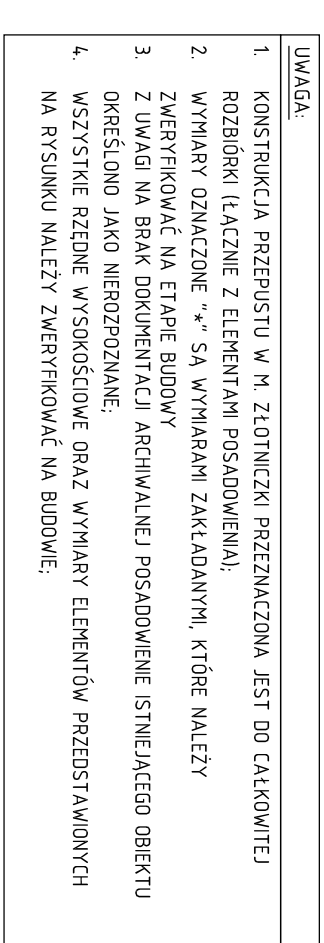 UWAGA:
1. KONSTRUKCJA PRZEPUSTU W M. ZŁOTNICZKI PRZEZNACZONA JEST DO CAŁKOWITEJ
ROZBIÓRKI (ŁĄCZNIE Z ELEMENTAMI POSADOWIENIA);
2. WYMIARY OZNACZONE "*" SĄ WYMIARAMI ZAKŁADANYMI, KTÓRE NALEŻY
ZWERYFIKOWAĆ NA ETAPIE BUDOWY
3. Z UWAGI NA BRAK DOKUMENTACJI ARCHIWALNEJ POSADOWIENIE ISTNIEJĄCEGO OBIEKTU
OKREŚLONO JAKO NIEROZPOZNANE;
4. WSZYSTKIE RZĘDNE WYSOKOŚCIOWE ORAZ WYMIARY ELEMENTÓW PRZEDSTAWIONYCH
NA RYSUNKU NALEŻY ZWERYFIKOWAĆ NA BUDOWIE;